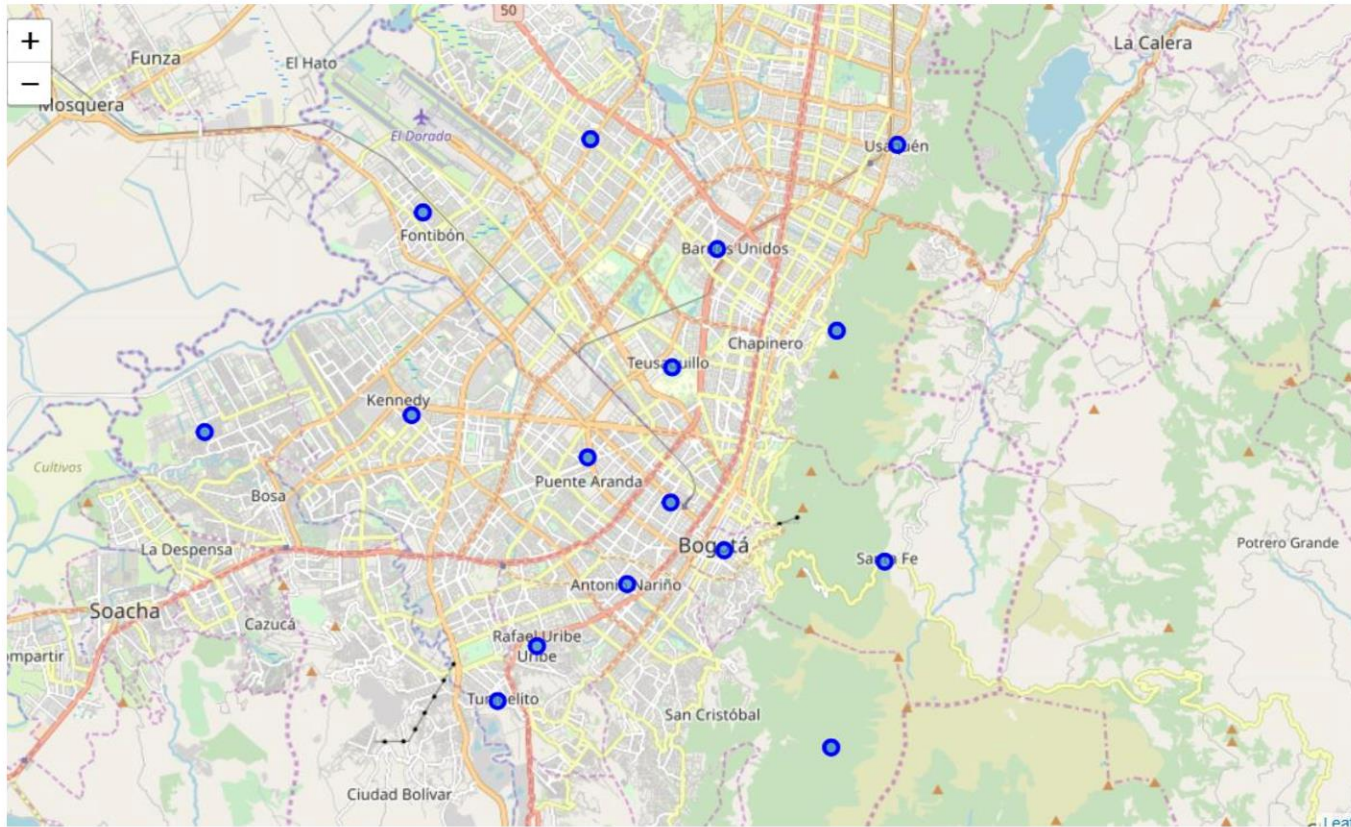 +
−
50
Funza
El Hato
La Calera
Mosquera
El Dorado
Usaquén
Fontibón
Barrios Unidos
Chapinero
Teusaquillo
Kennedy
Cultivos
Puente Aranda
Bosa
Bogotá
La Despensa
Santa Fe
Potrero Grande
Antonio Nariño
Soacha
Cazucá
Rafael Uribe
Uribe
ompartir
Tunjuelito
San Cristóbal
Ciudad Bolívar
Leaf